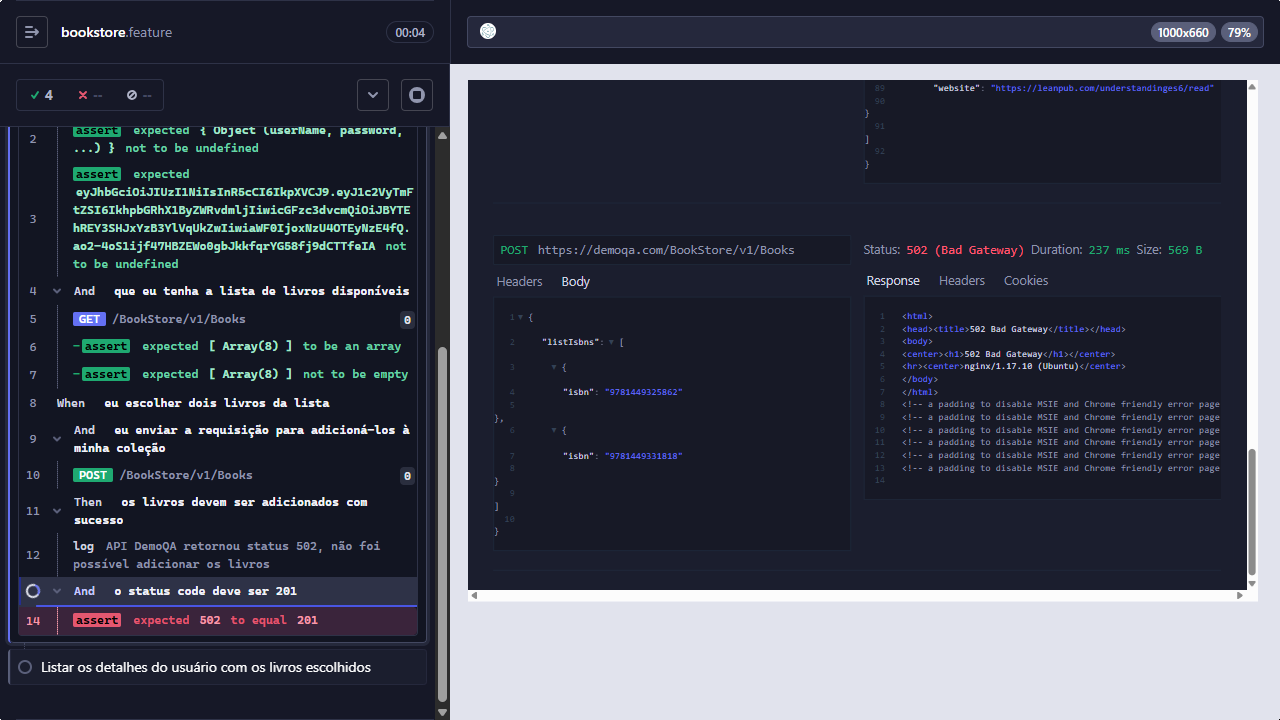 bookstore.feature
00:04
4
--
--
2
assert expected { Object (userName, password,
...) } not to be undefined
3
assert expected
eyJhbGciOiJIUzI1NiIsInR5cCI6IkpXVCJ9.eyJ1c2VyTmF
tZSI6IkhpbGRhX1ByZWRvdmljIiwicGFzc3dvcmQiOiJBYTE
hREY3SHJxYzB3YlVqUkZwIiwiaWF0IjoxNzU4OTEyNzE4fQ.
ao2-4oS1ijf47HBZEWo0gbJkkfqrYG58fj9dCTTfeIA not
to be undefined
4 And que eu tenha a lista de livros disponíveis
5 GET /BookStore/v1/Books 0
6 -assert expected [ Array(8) ] to be an array
7 -assert expected [ Array(8) ] not to be empty
8 When eu escolher dois livros da lista
9 And eu enviar a requisição para adicioná-los à
minha coleção
10 POST /BookStore/v1/Books 0
11 Then os livros devem ser adicionados com
sucesso
12 log API DemoQA retornou status 502, não foi
possível adicionar os livros
And o status code deve ser 201
14 assert expected 502 to equal 201
Listar os detalhes do usuário com os livros escolhidos
1000x660
79%
89 "website": "https://leanpub.com/understandinges6/read"
90
}
91
]
92
}
POST https://demoqa.com/BookStore/v1/Books
Status: 502 (Bad Gateway) Duration: 237 ms Size: 569 B
Headers Body
Response Headers Cookies
1 {
2 "listIsbns": [
3 {
4 "isbn": "9781449325862"
5
},
6 {
7 "isbn": "9781449331818"
8
}
9
]
10
}
1 <html>
2 <head><title>502 Bad Gateway</title></head>
3 <body>
4 <center><h1>502 Bad Gateway</h1></center>
5 <hr><center>nginx/1.17.10 (Ubuntu)</center>
6 </body>
7 </html>
8 <!-- a padding to disable MSIE and Chrome friendly error page
9 <!-- a padding to disable MSIE and Chrome friendly error page
10 <!-- a padding to disable MSIE and Chrome friendly error page
11 <!-- a padding to disable MSIE and Chrome friendly error page
12 <!-- a padding to disable MSIE and Chrome friendly error page
13 <!-- a padding to disable MSIE and Chrome friendly error page
14